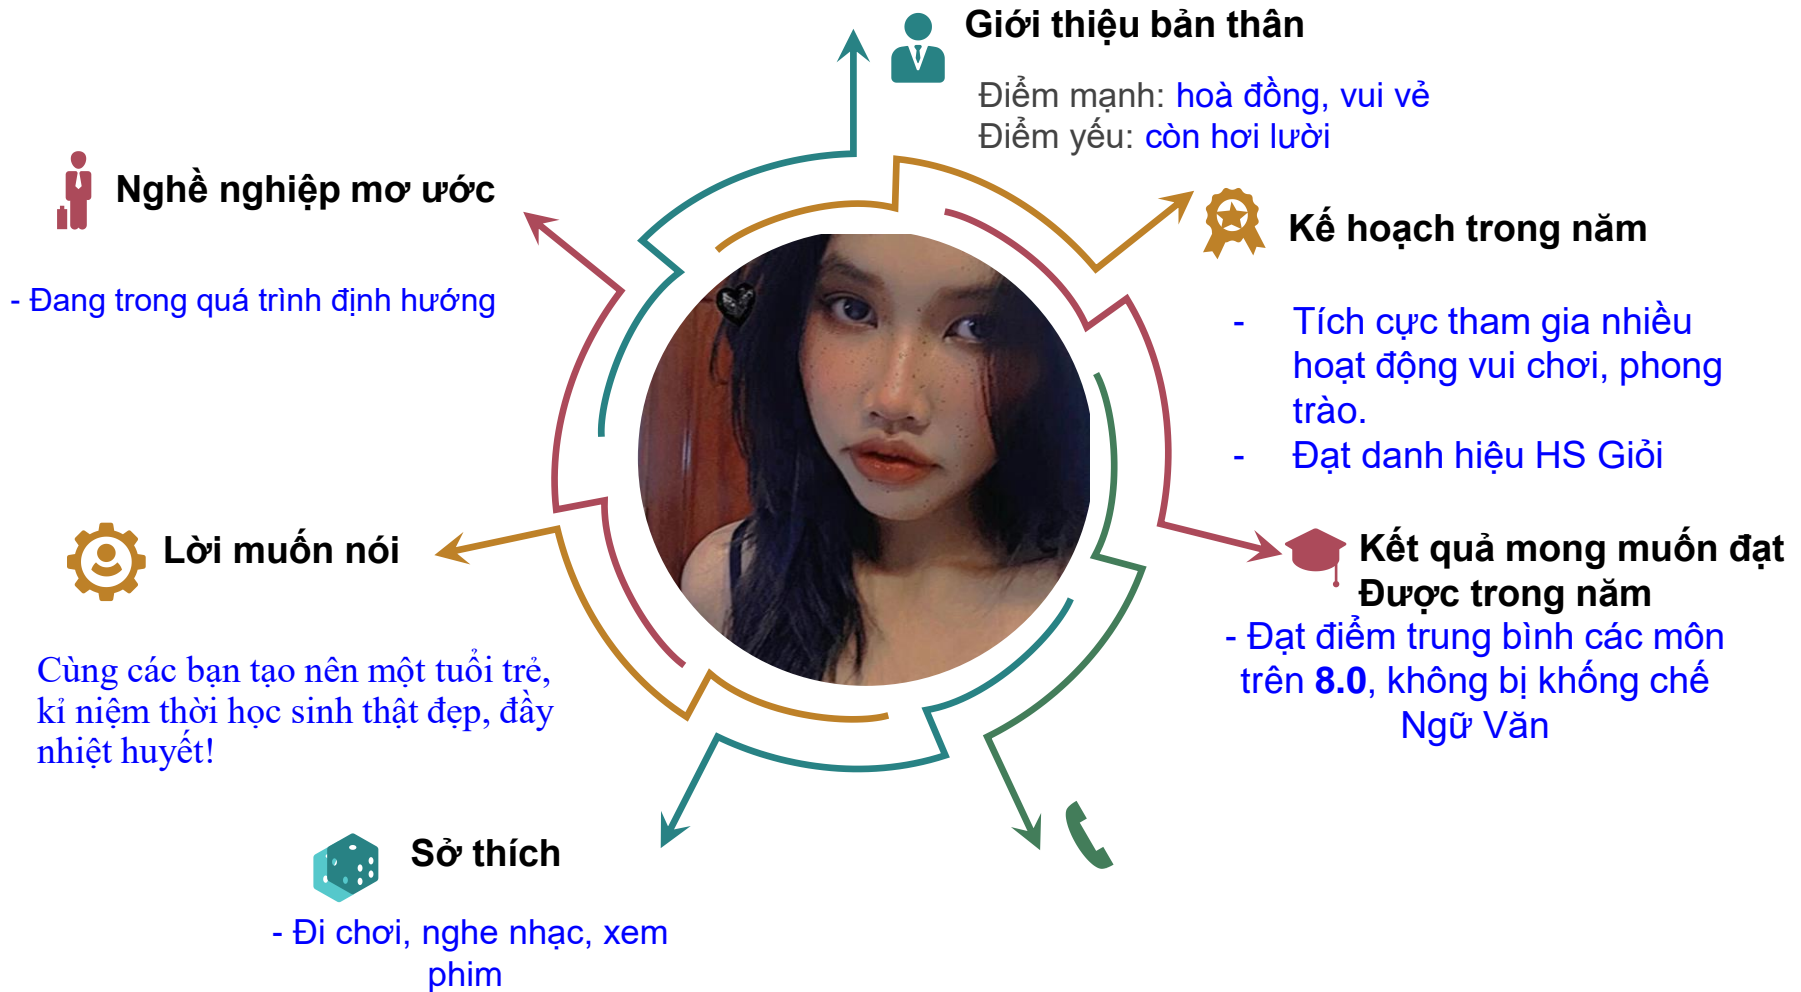 Giới thiệu bản thân
Điểm mạnh: hoà đồng, vui vẻ
Điểm yếu: còn hơi lười
Kế hoạch trong năm
- Tích cực tham gia nhiều
hoạt động vui chơi, phong
trào.
- Đạt danh hiệu HS Giỏi
Kết quả mong muốn đạt
Được trong năm
- Đạt điểm trung bình các môn
trên 8.0, không bị khống chế
Ngữ Văn
Sở thích
- Đi chơi, nghe nhạc, xem
phim
Lời muốn nói
Cùng các bạn tạo nên một tuổi trẻ,
kỉ niệm thời học sinh thật đẹp, đầy
nhiệt huyết!
Nghề nghiệp mơ ước
- Đang trong quá trình định hướng